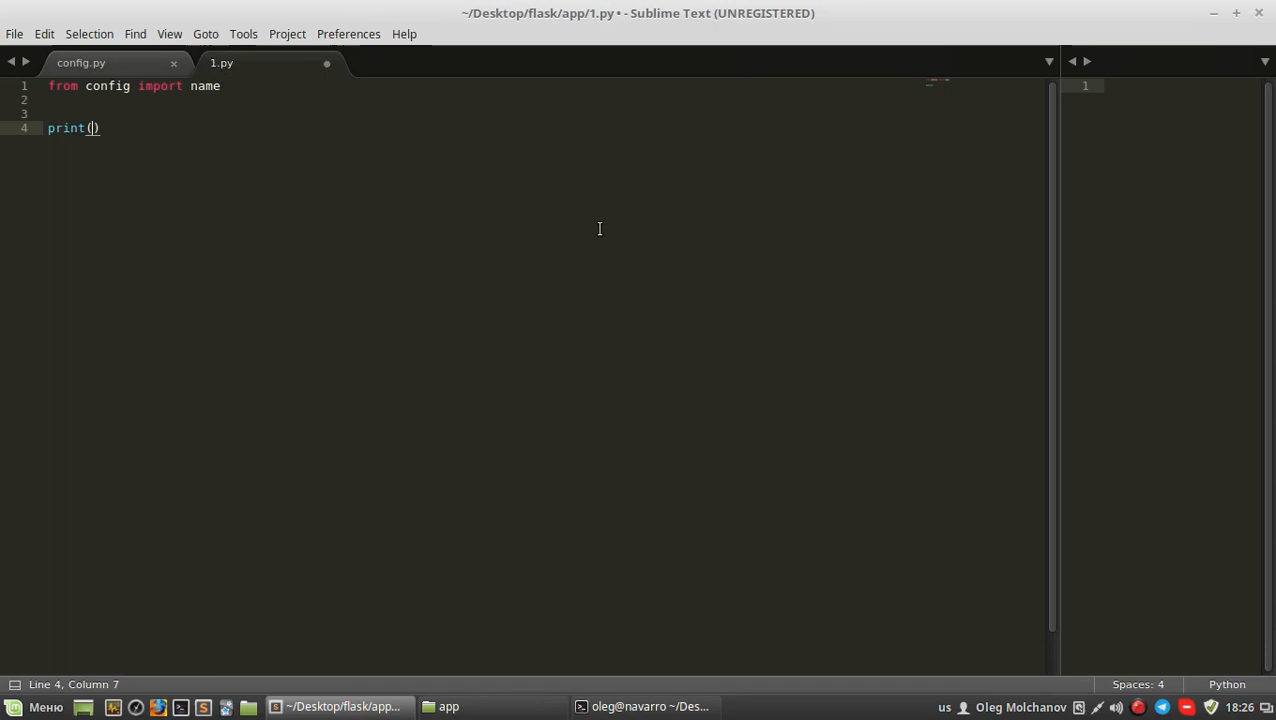 ~/Desktop/flask/app/1.py • - Sublime Text (UNREGISTERED)
File Edit Selection Find View Goto Tools Project Preferences Help
config.py 1.py
1 from config import name 1
2
3
4 print()
Line 4, Column 7 Spaces: 4 Python
Меню ~/Desktop/flask/app... app oleg@navarro ~/Des... us Oleg Molchanov 18:26